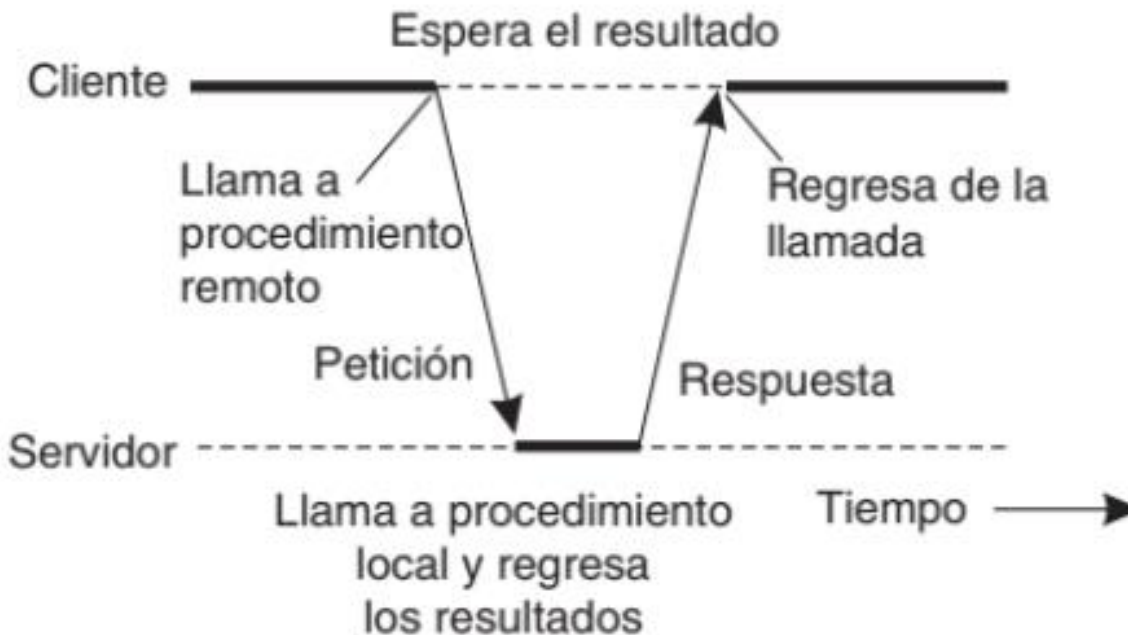 Espera el resultado
Cliente
Llama a
procedimiento
remoto
Regresa de la
llamada
Petición
Respuesta
Servidor
Llama a procedimiento
local y regresa
los resultados
Tiempo